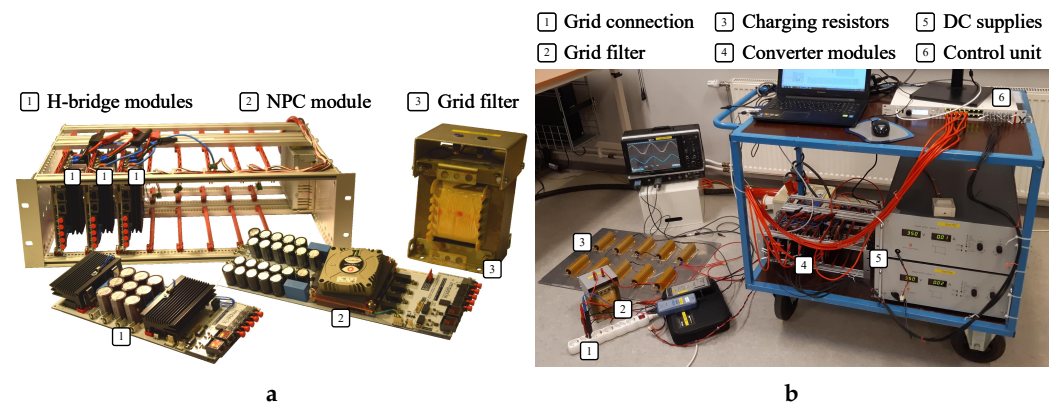 1 Grid connection 3 Charging resistors 5 DC supplies
2 Grid filter 4 Converter modules 6 Control unit
1 H-bridge modules 2 NPC module 3 Grid filter
1 1 1
6
3
4
5
2
1
3
2
1
a b